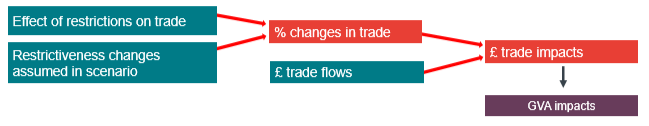 Effect of restrictions on trade
Restrictiveness changes
assumed in scenario
% changes in trade
£ trade flows
£ trade impacts
GVA impacts